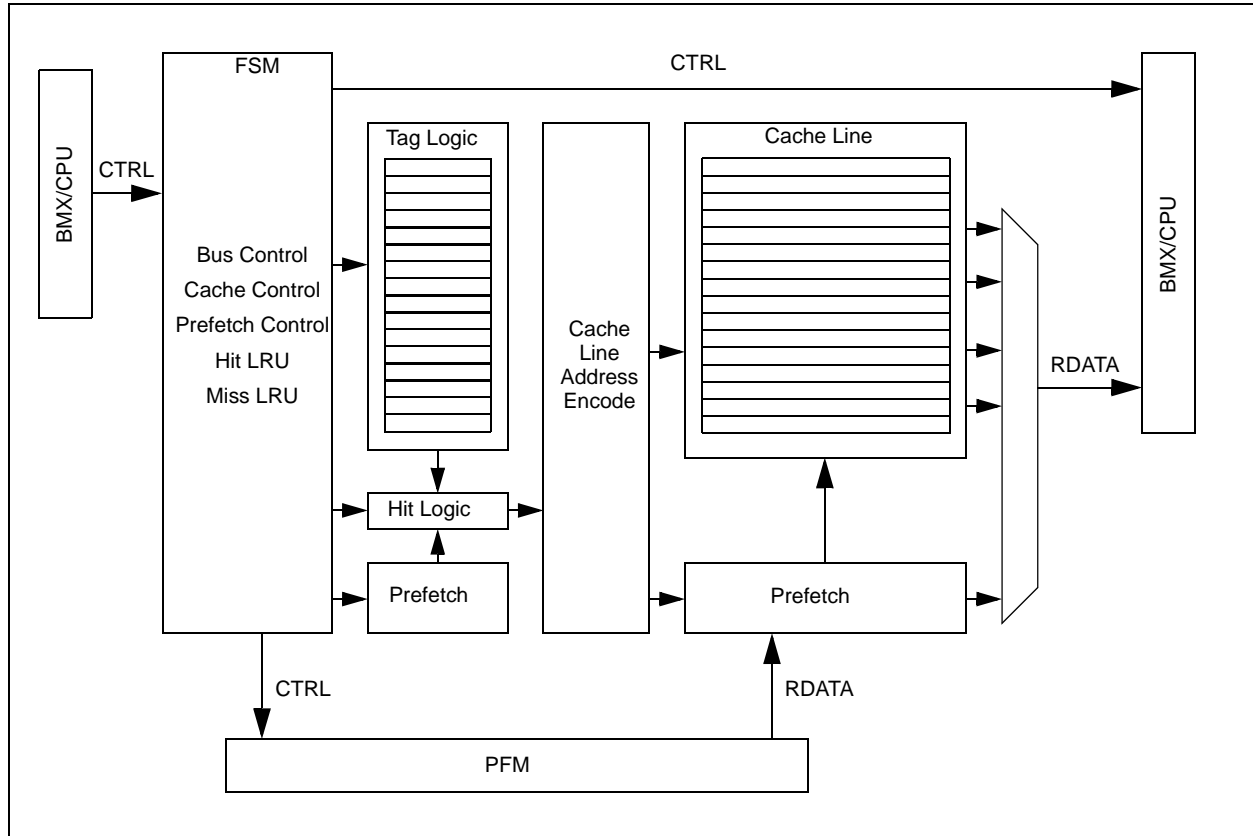 FSM
CTRL
BMX/CPU
CTRL
Bus Control
Cache Control
Prefetch Control
Hit LRU
Miss LRU
Tag Logic
Hit Logic
Prefetch
Cache
Line
Address
Encode
Cache Line
Prefetch
RDATA
BMX/CPU
CTRL
RDATA
PFM